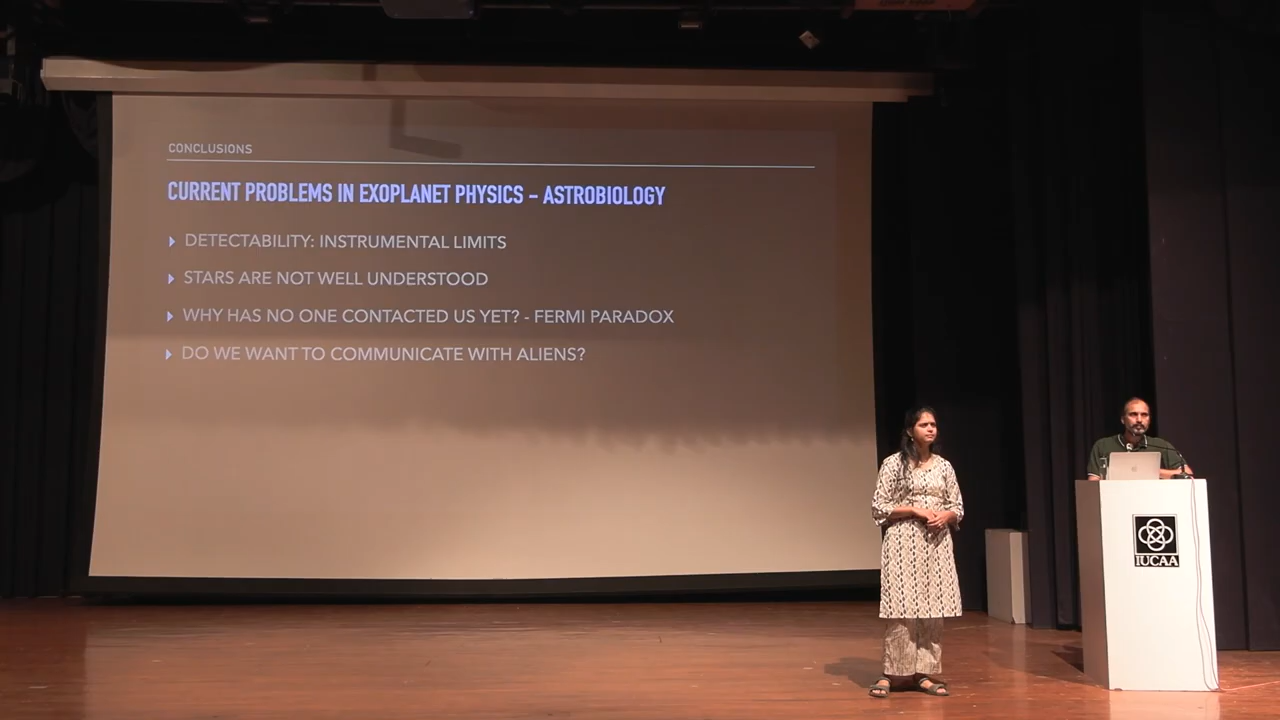 CONCLUSIONS
CURRENT PROBLEMS IN EXOPLANET PHYSICS – ASTROBIOLOGY
DETECTABILITY: INSTRUMENTAL LIMITS
STARS ARE NOT WELL UNDERSTOOD
WHY HAS NO ONE CONTACTED US YET? - FERMI PARADOX
DO WE WANT TO COMMUNICATE WITH ALIENS?
IUCAA